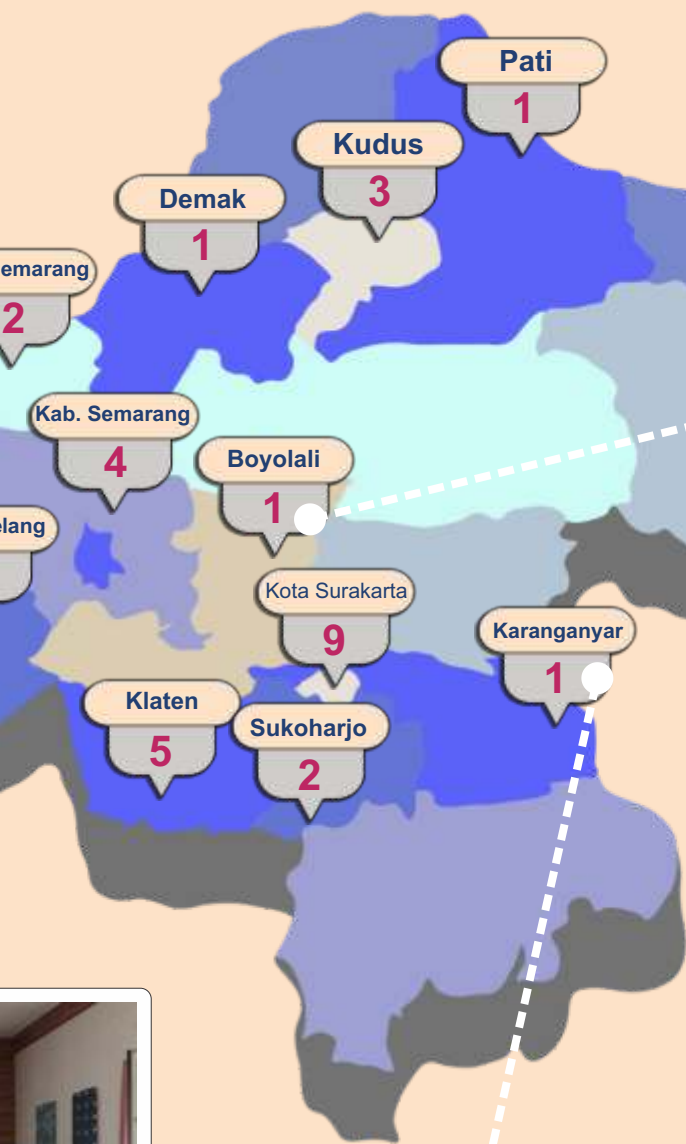 Pati
1
Kudus
3
Demak
1
emarang
2
Kab. Semarang
4
Boyolali
1
elang
Kota Surakarta
9
Karanganyar
1
Klaten
5
Sukoharjo
2